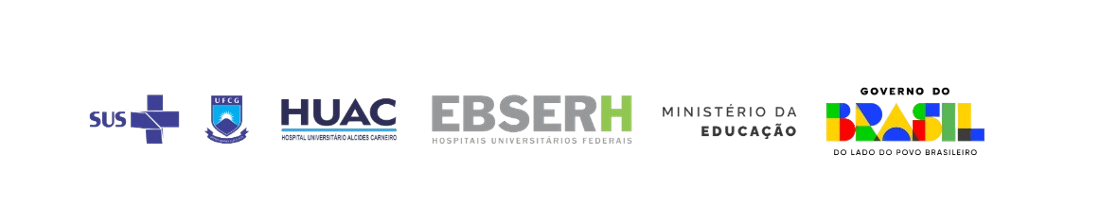 SUS
UFCG
HUAC
HOSPITAL UNIVERSITÁRIO ALCIDES CARNEIRO
EBSERH
HOSPITAIS UNIVERSITÁRIOS FEDERAIS
MINISTÉRIO DA
EDUCAÇÃO
GOVERNO DO
BRASIL
DO LADO DO POVO BRASILEIRO